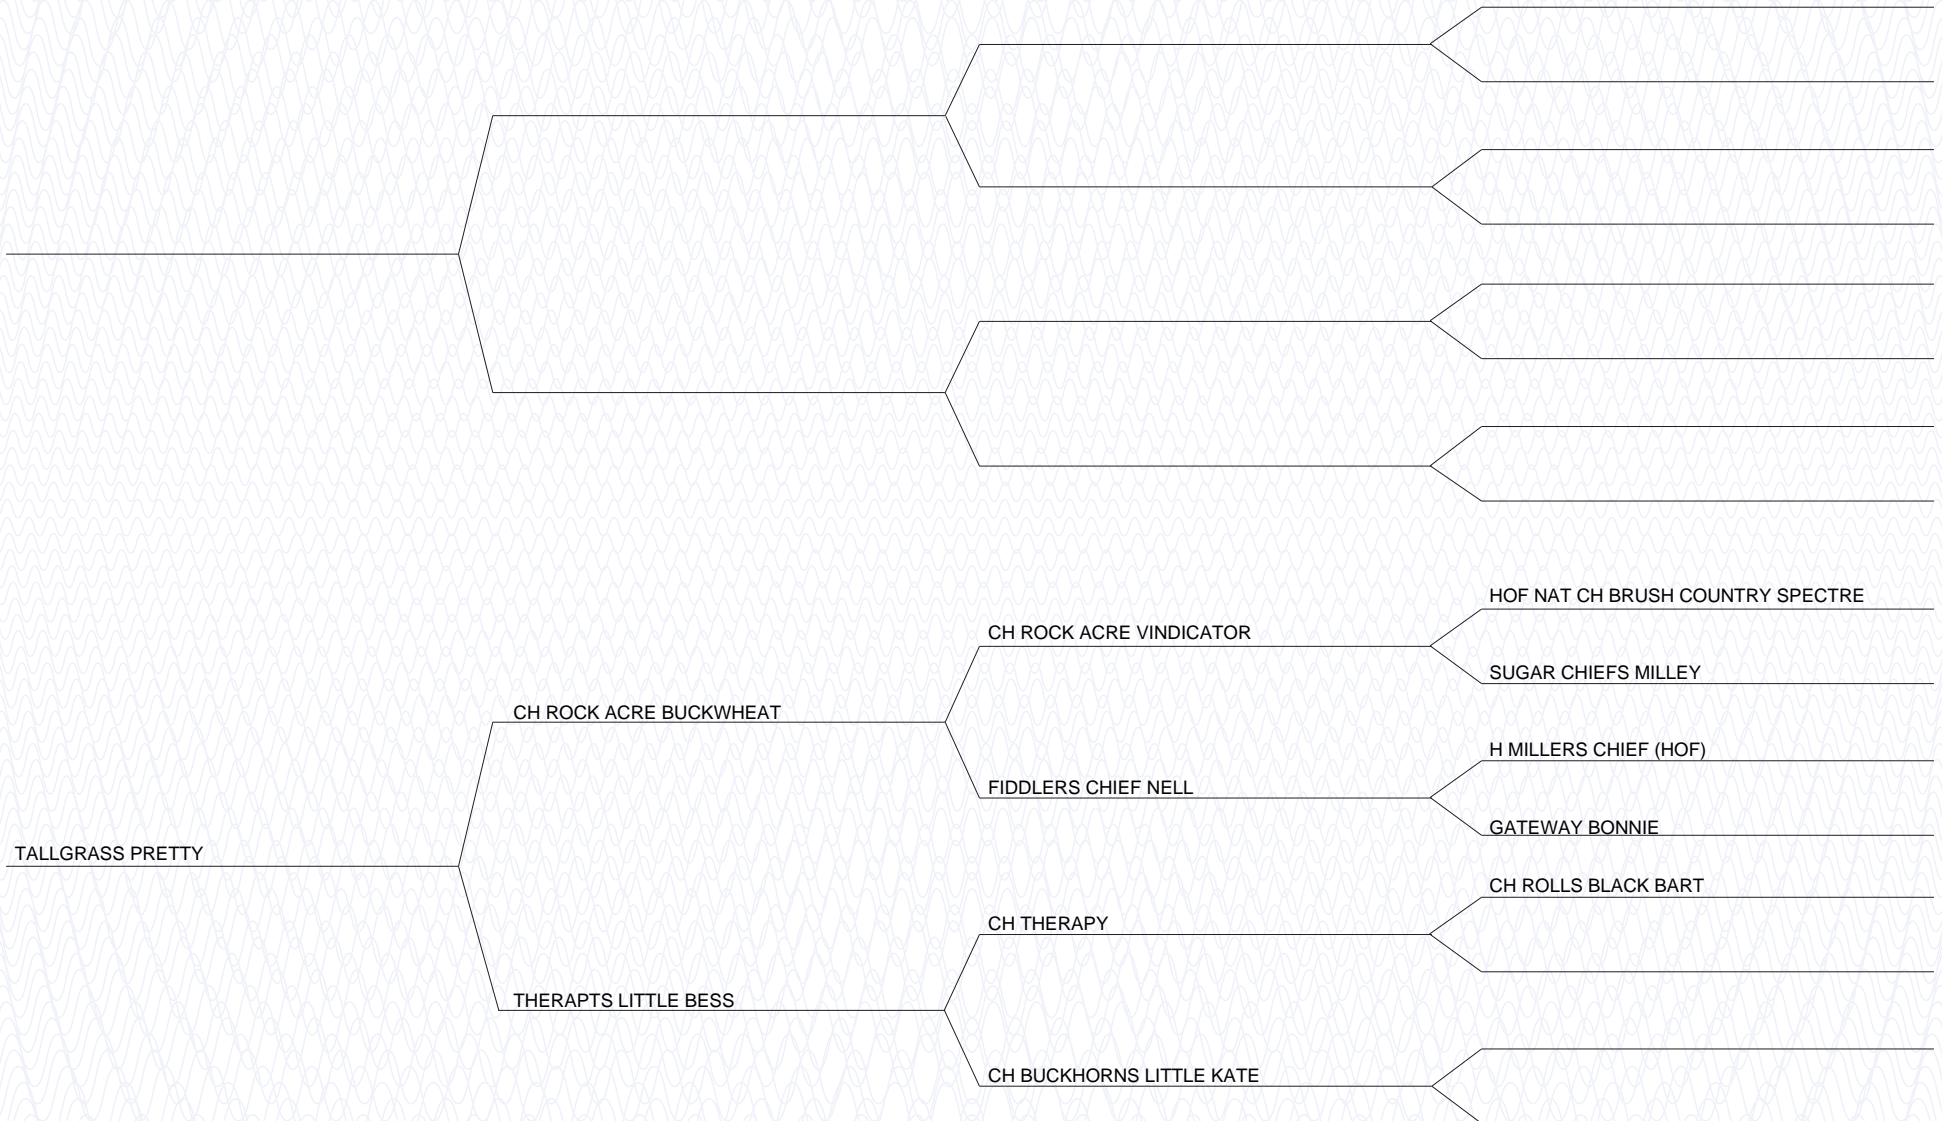 HOF NAT CH BRUSH COUNTRY SPECTRE
CH ROCK ACRE VINDICATOR
SUGAR CHIEFS MILLEY
CH ROCK ACRE BUCKWHEAT
H MILLERS CHIEF (HOF)
FIDDLERS CHIEF NELL
GATEWAY BONNIE
TALLGRASS PRETTY
CH ROLLS BLACK BART
CH THERAPY
THERAPTS LITTLE BESS
CH BUCKHORNS LITTLE KATE